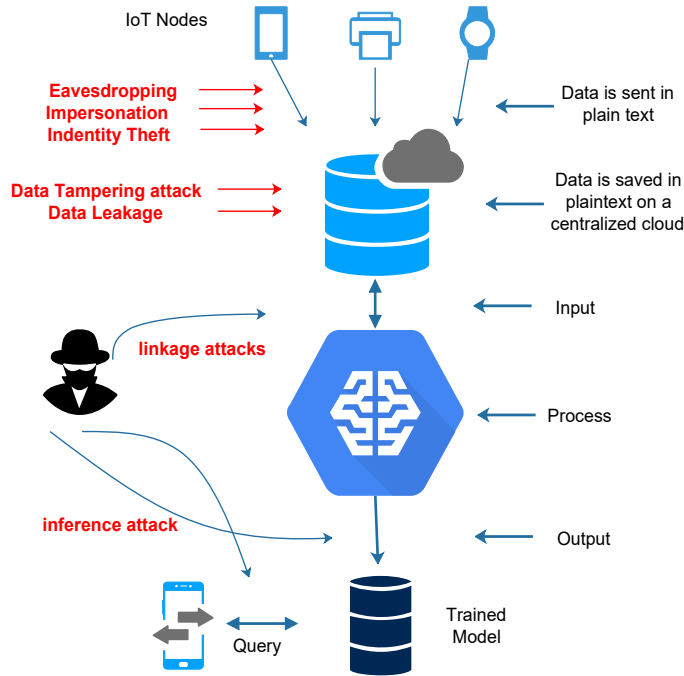 IoT Nodes
Eavesdropping
Impersonation
Indentity Theft
Data is sent in
plain text
Data Tampering attack
Data Leakage
Data is saved in
plaintext on a
centralized cloud
Input
linkage attacks
Process
inference attack
Output
Trained
Model
Query